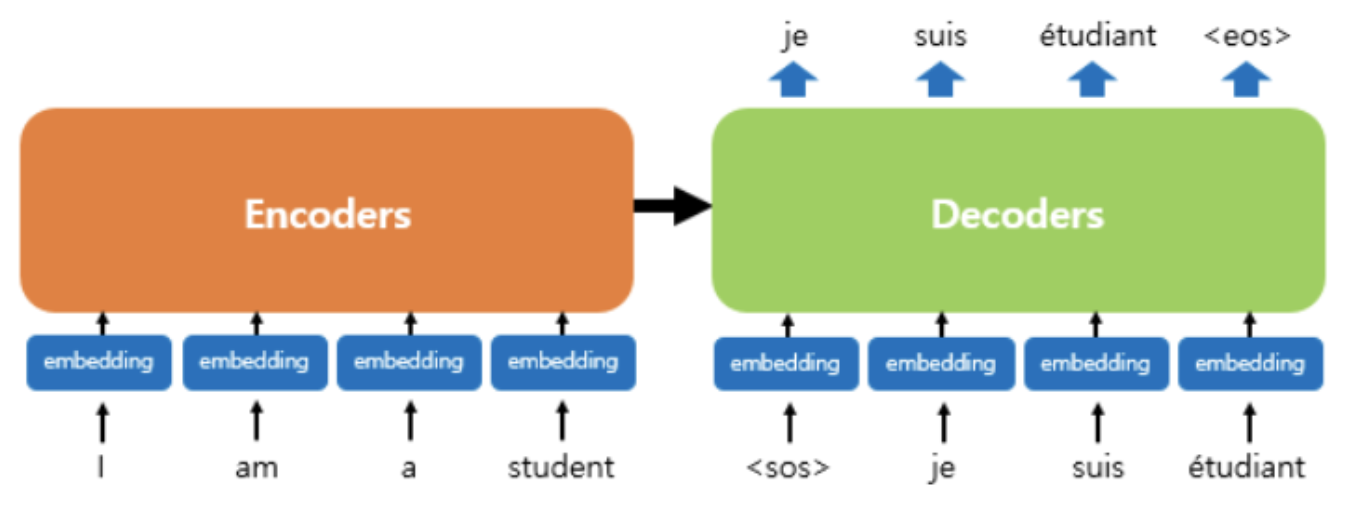 je suis étudiant <eos>
Encoders Decoders
embedding embedding embedding embedding embedding embedding embedding embedding
I am a student <sos> je suis étudiant